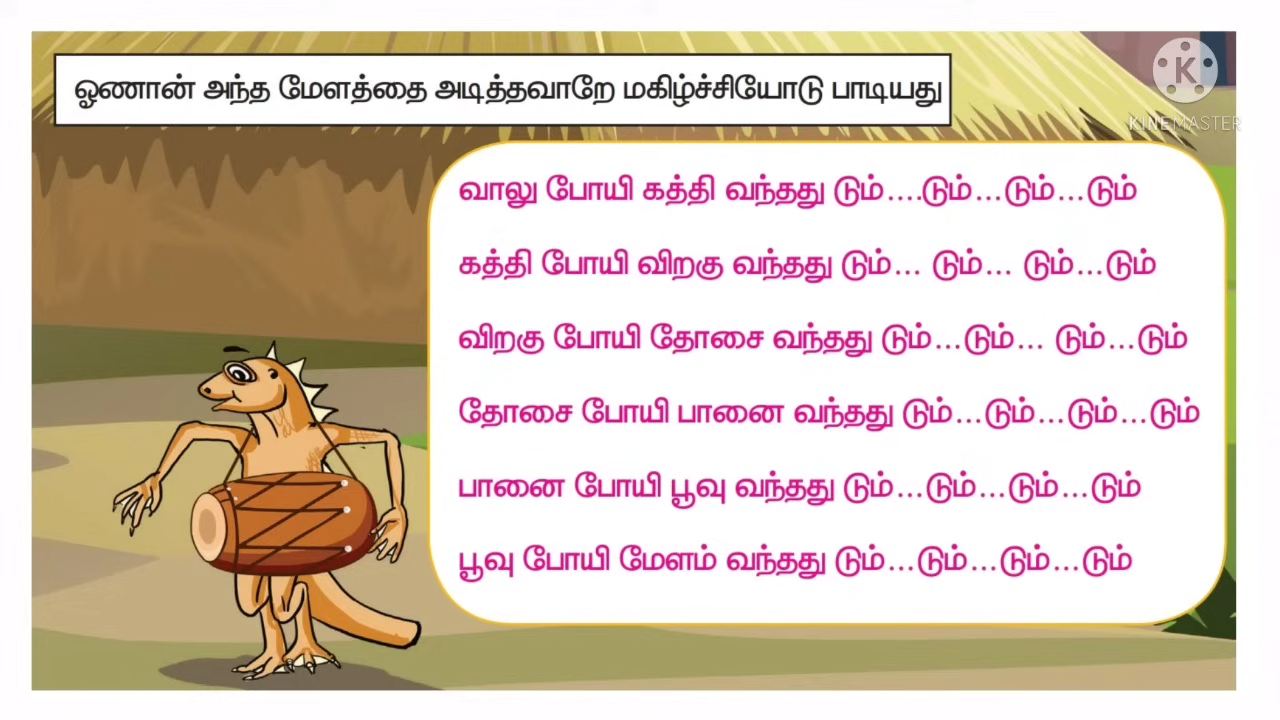 ஓணான் அந்த மேளத்தை அடித்தவாறே மகிழ்ச்சியோடு பாடியது
K
KINEMASTER
வாலு போயி கத்தி வந்தது டும்....டும்...டும்...டும்
கத்தி போயி விறகு வந்தது டும்... டும்... டும்...டும்
விறகு போயி தோசை வந்தது டும்...டும்... டும்...டும்
தோசை போயி பானை வந்தது டும்...டும்...டும்...டும்
பானை போயி பூவு வந்தது டும்...டும்...டும்...டும்
பூவு போயி மேளம் வந்தது டும்...டும்...டும்...டும்